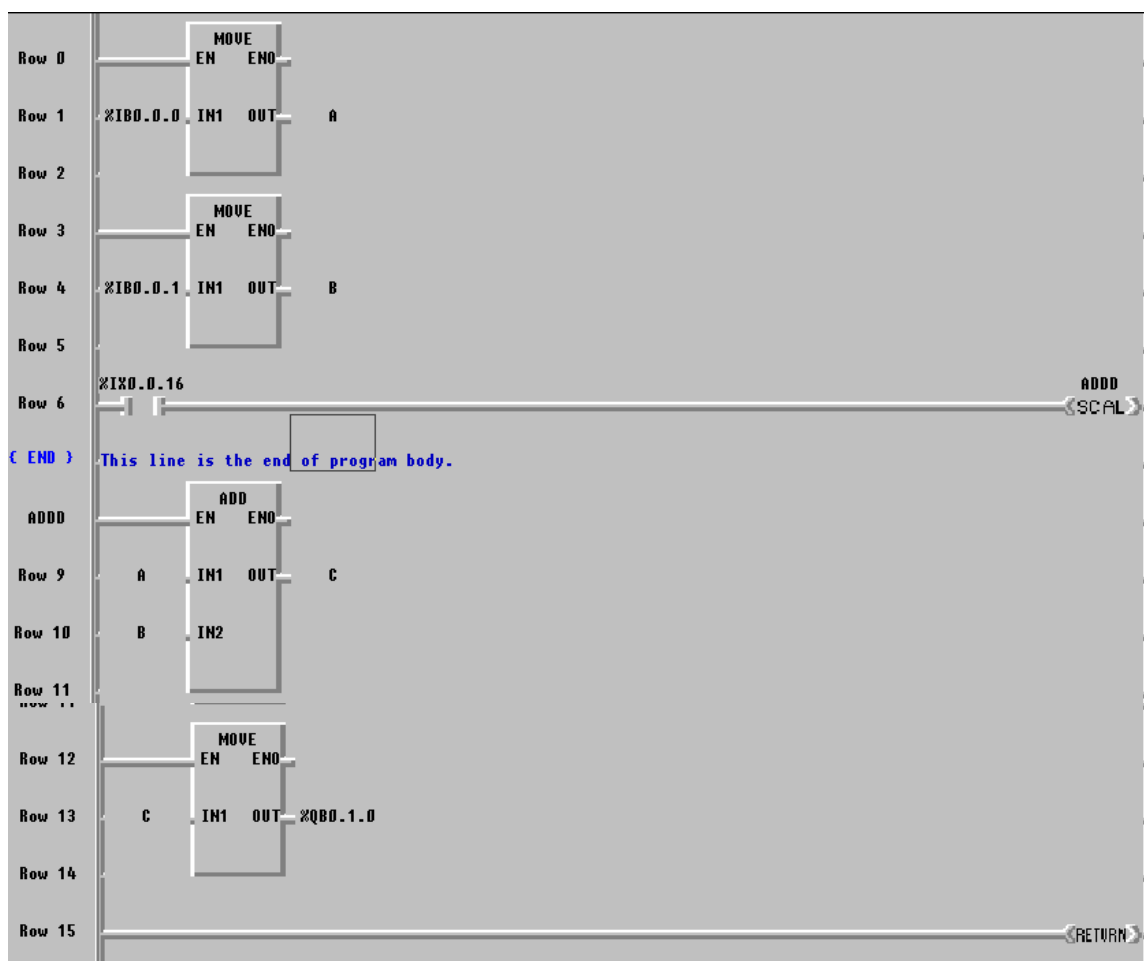 MOVE
Row 0 EN ENO
Row 1 %IB0.0.0 IN1 OUT A
Row 2
MOVE
Row 3 EN ENO
Row 4 %IB0.0.1 IN1 OUT B
Row 5
%IX0.0.16 ADDD
Row 6 SCAL
{ END } This line is the end of program body.
ADD
ADDD EN ENO
Row 9 A IN1 OUT C
Row 10 B IN2
Row 11
MOVE
Row 12 EN ENO
Row 13 C IN1 OUT %QB0.1.0
Row 14
Row 15 RETURN